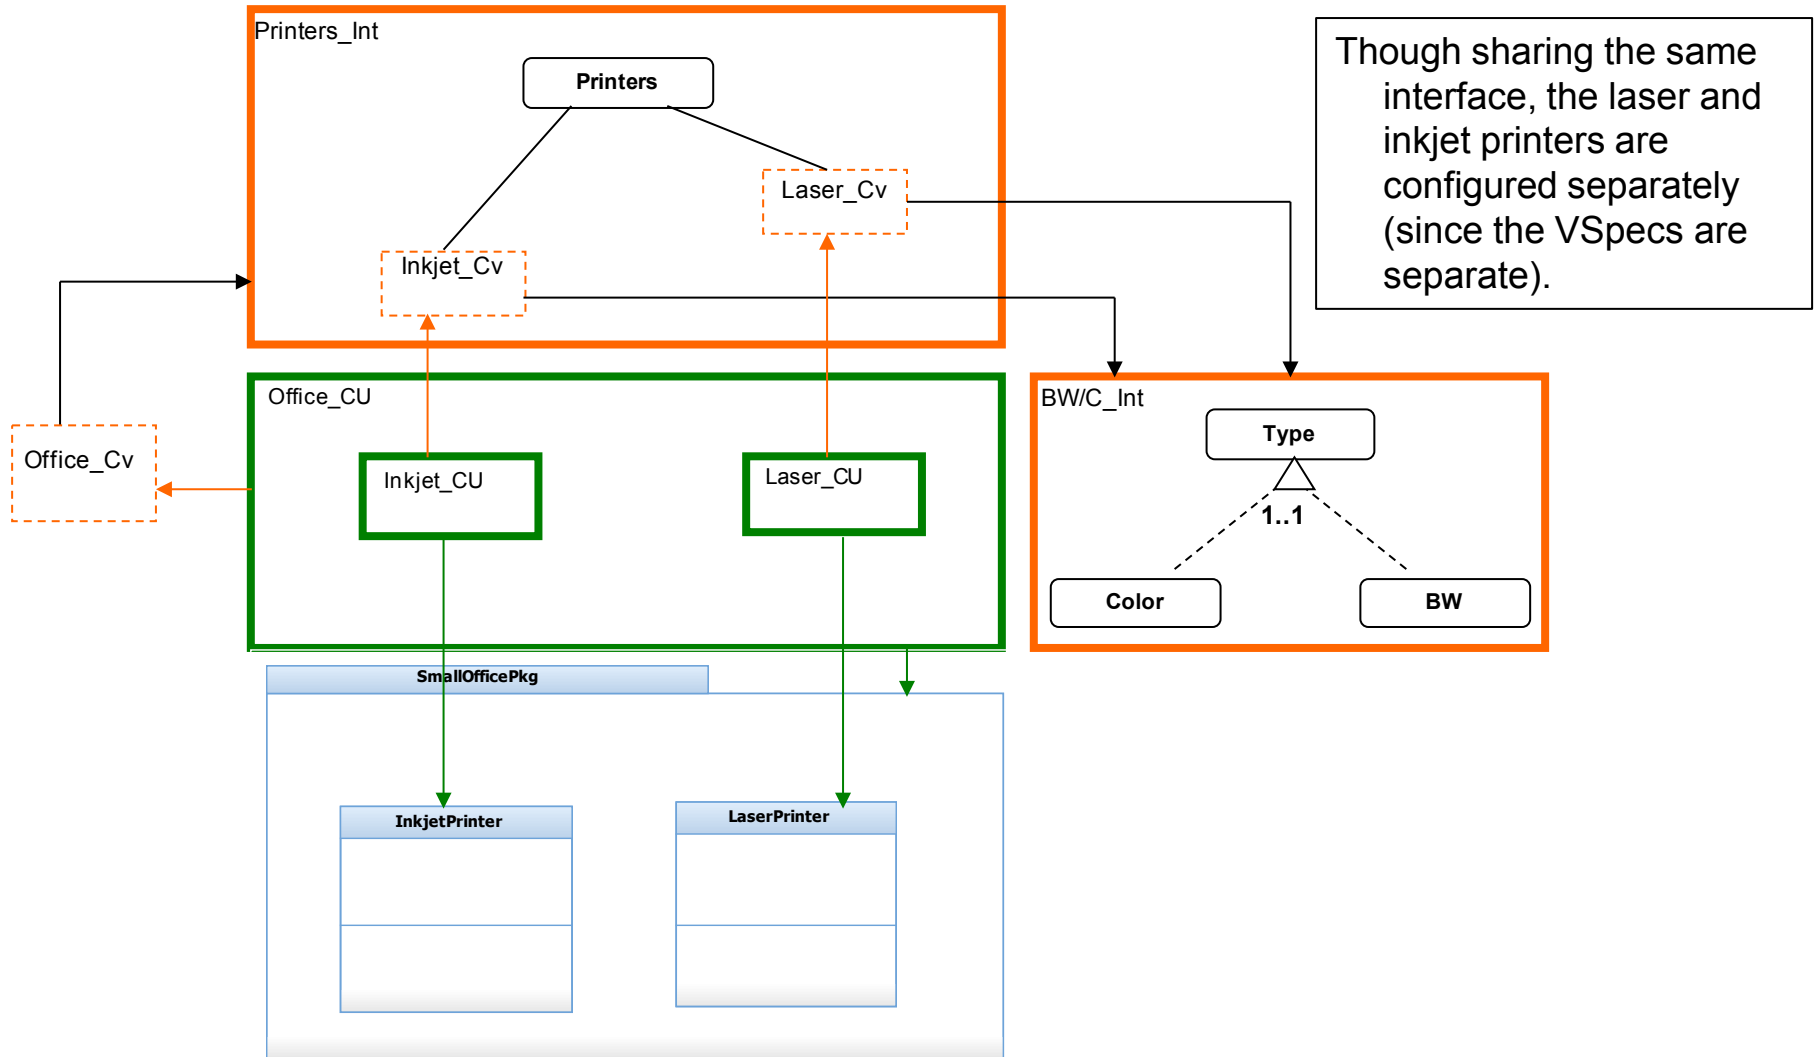 Printers_Int
Printers
Though sharing the same
interface, the laser and
inkjet printers are
configured separately
(since the VSpecs are
separate).
Laser_Cv
Inkjet_Cv
Office_CU
BW/C_Int
Type
Office_Cv
Inkjet_CU
Laser_CU
1..1
Color
BW
SmallOfficePkg
InkjetPrinter
LaserPrinter